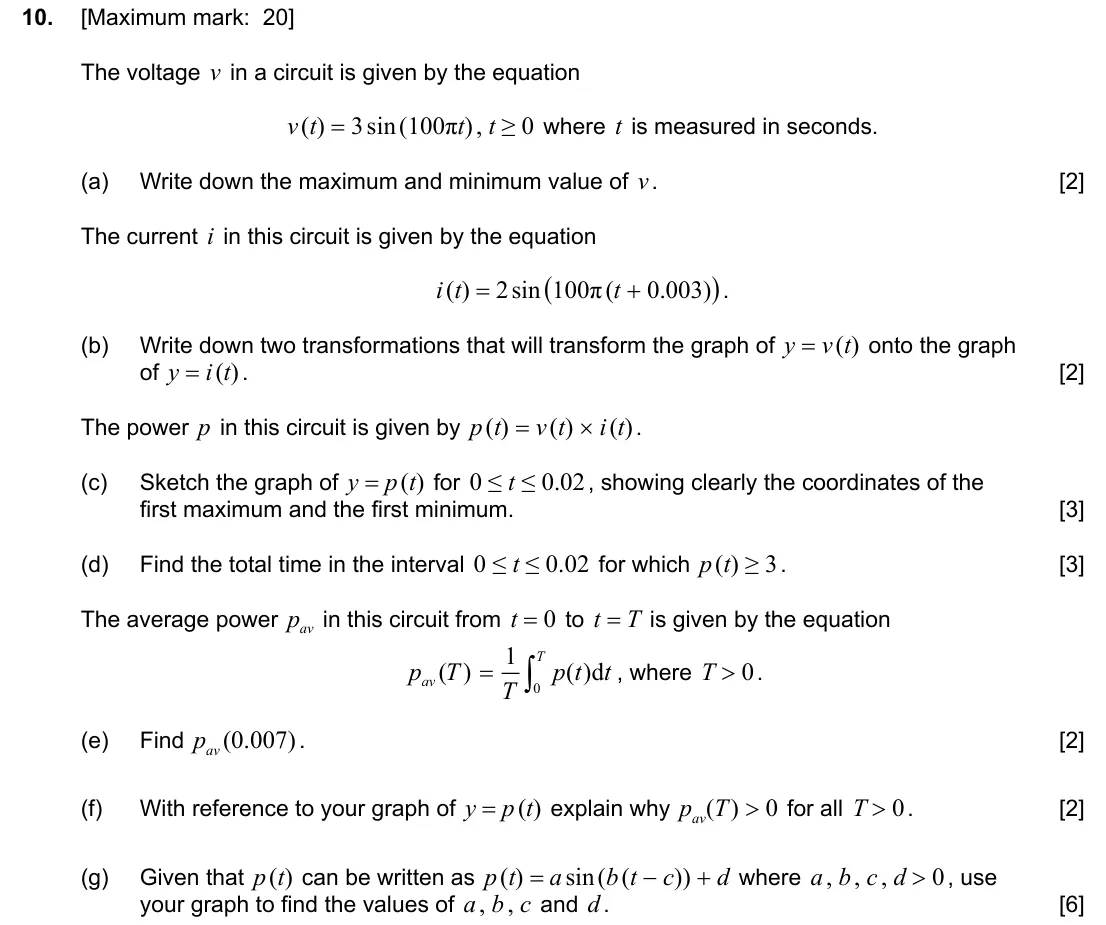 10. [Maximum mark: 20]
The voltage v in a circuit is given by the equation
v(t) = 3 sin(100πt), t ≥ 0 where t is measured in seconds.
(a) Write down the maximum and minimum value of v. [2]
The current i in this circuit is given by the equation
i(t) = 2 sin(100π(t + 0.003)).
(b) Write down two transformations that will transform the graph of y = v(t) onto the graph
of y = i(t). [2]
The power p in this circuit is given by p(t) = v(t) × i(t).
(c) Sketch the graph of y = p(t) for 0 ≤ t ≤ 0.02, showing clearly the coordinates of the
first maximum and the first minimum. [3]
(d) Find the total time in the interval 0 ≤ t ≤ 0.02 for which p(t) ≥ 3. [3]
The average power p_av in this circuit from t = 0 to t = T is given by the equation
p_av(T) = 1/T ∫₀ᵀ p(t)dt, where T > 0.
(e) Find p_av(0.007). [2]
(f) With reference to your graph of y = p(t) explain why p_av(T) > 0 for all T > 0. [2]
(g) Given that p(t) can be written as p(t) = a sin(b(t − c)) + d where a, b, c, d > 0, use
your graph to find the values of a, b, c and d. [6]